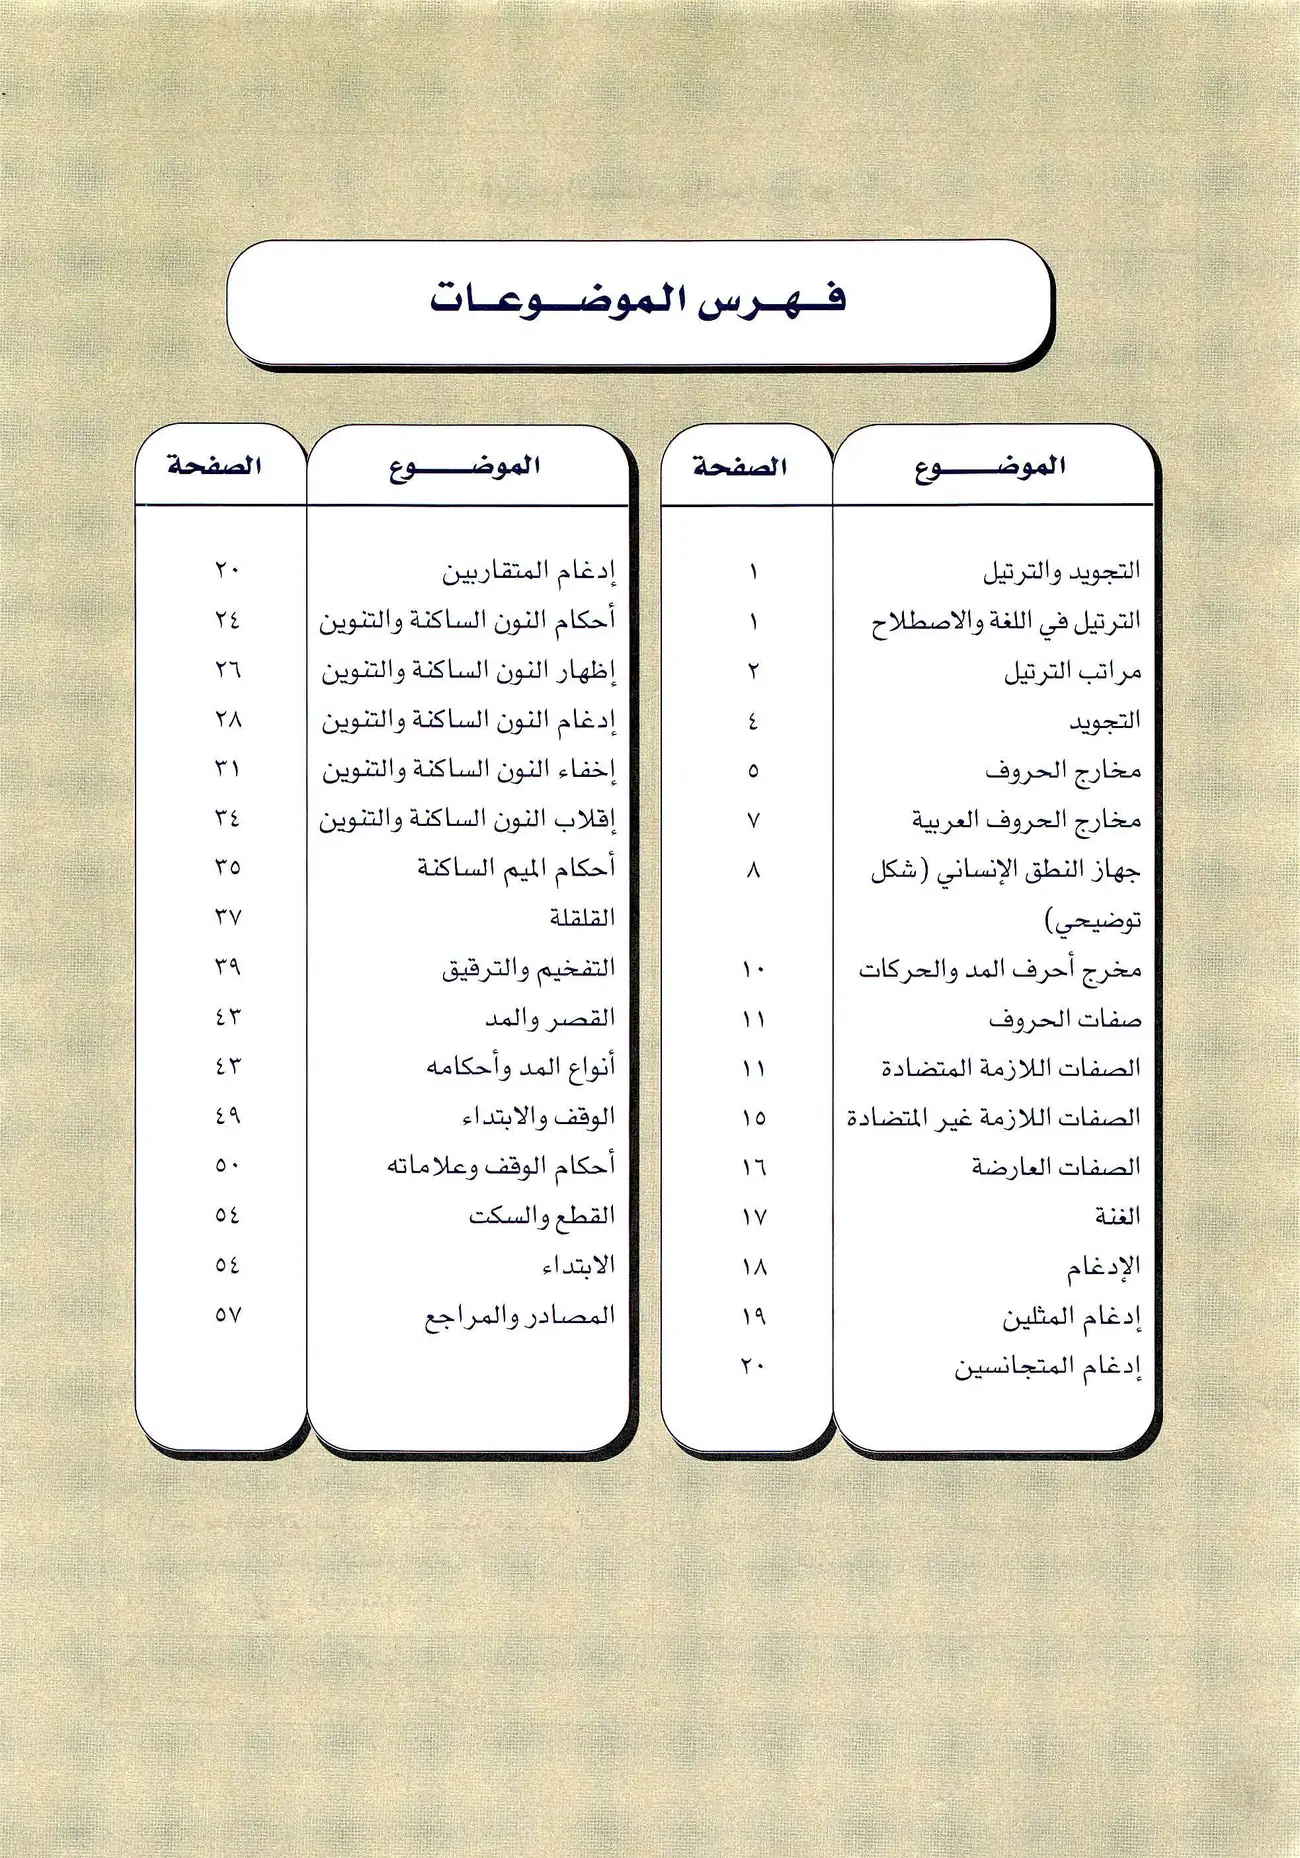 فهرس الموضوعات
الموضوع الصفحة
التجويد والترتيل ١
الترتيل في اللغة والاصطلاح ١
مراتب الترتيل ٢
التجويد ٤
مخارج الحروف ٥
مخارج الحروف العربية ٧
جهاز النطق الإنساني (شكل ٨
توضيحي)
مخرج أحرف المد والحركات ١٠
صفات الحروف ١١
الصفات اللازمة المتضادة ١١
الصفات اللازمة غير المتضادة ١٥
الصفات العارضة ١٦
الغنة ١٧
الإدغام ١٨
إدغام المثلين ١٩
إدغام المتجانسين ٢٠
الموضوع الصفحة
إدغام المتقاربين ٢٠
أحكام النون الساكنة والتنوين ٢٤
إظهار النون الساكنة والتنوين ٢٦
إدغام النون الساكنة والتنوين ٢٨
إخفاء النون الساكنة والتنوين ٣١
إقلاب النون الساكنة والتنوين ٣٤
أحكام الميم الساكنة ٣٥
القلقلة ٣٧
التفخيم والترقيق ٣٩
القصر والمد ٤٣
أنواع المد وأحكامه ٤٣
الوقف والابتداء ٤٩
أحكام الوقف وعلاماته ٥٠
القطع والسكت ٥٤
الابتداء ٥٤
المصادر والمراجع ٥٧